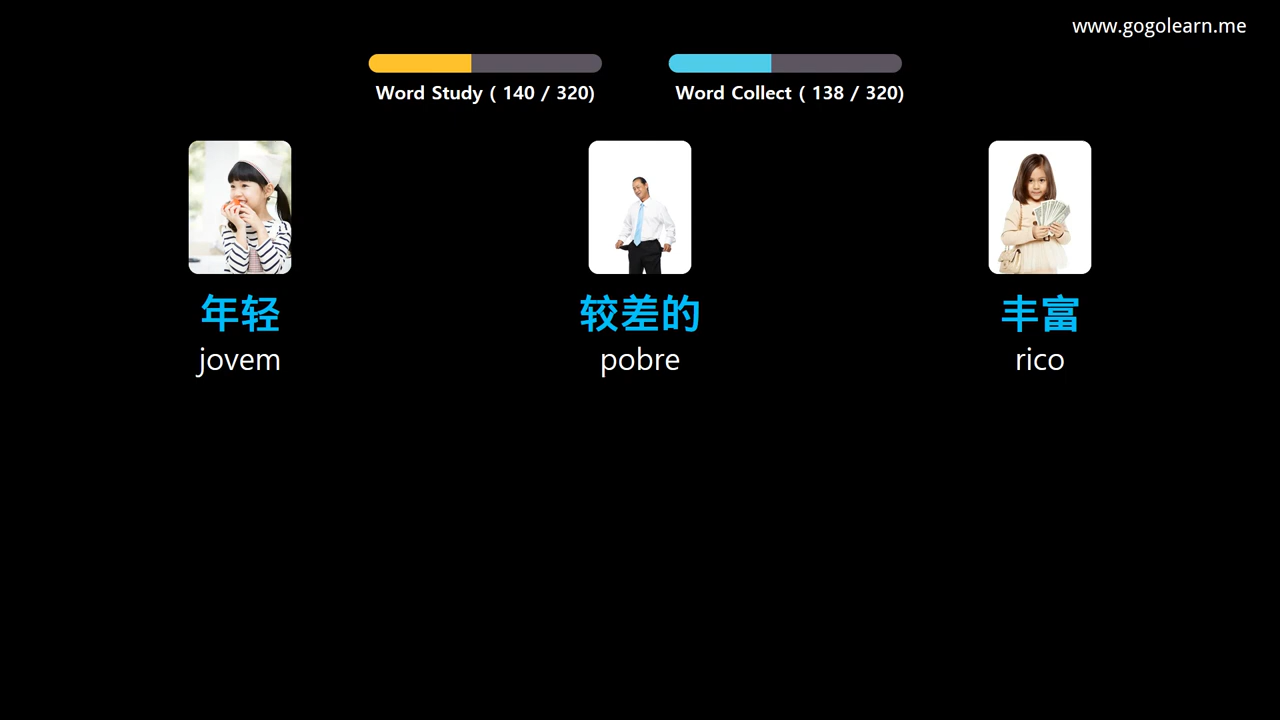 www.gogolearn.me
Word Study ( 140 / 320)
Word Collect ( 138 / 320)
年轻
jovem
较差的
pobre
丰富
rico